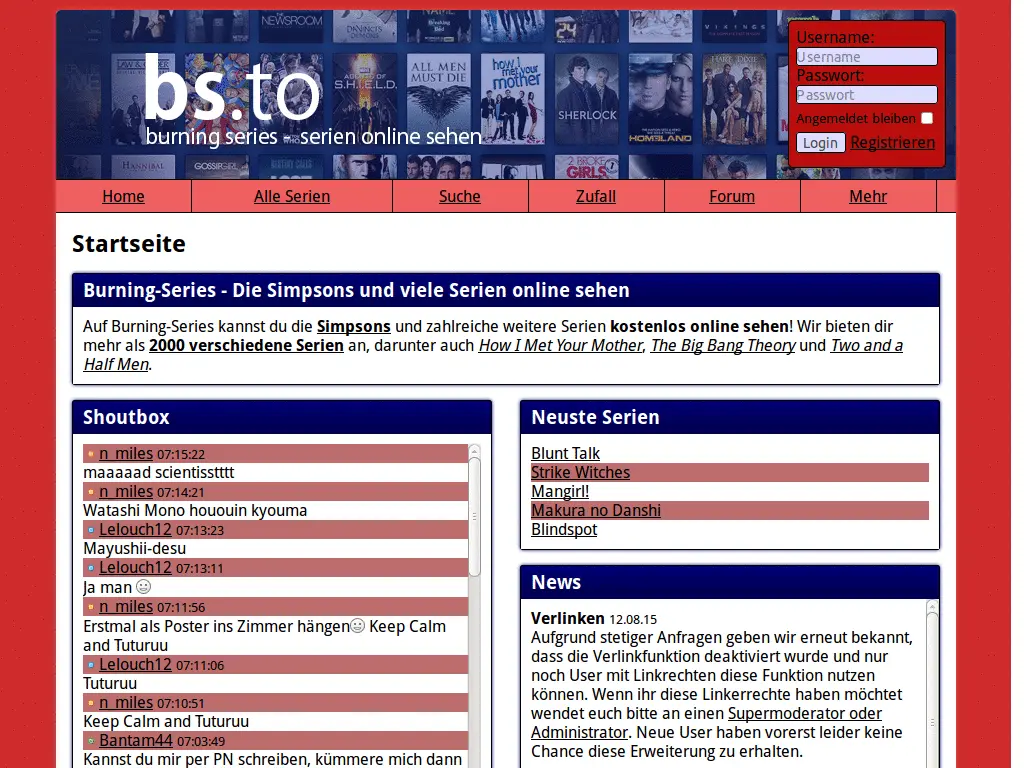 NEWSROOM
DAVINCI'S DEMONS
Breaking Bad
24
VIKINGS
LAW & ORDER
AGENTS OF
S.H.I.E.L.D.
ALL MEN
MUST DIE
how i met your mother
SHERLOCK
HOMELAND
HART OF DIXIE
bs.to
burning series serien online sehen
HANNIBAL
GOSSIP GIRL
2 BROKE
GIRLS
Username:
Username
Passwort:
Passwort
Angemeldet bleiben
Login Registrieren
Home Alle Serien Suche Zufall Forum Mehr
Startseite
Burning-Series - Die Simpsons und viele Serien online sehen
Auf Burning-Series kannst du die Simpsons und zahlreiche weitere Serien kostenlos online sehen! Wir bieten dir
mehr als 2000 verschiedene Serien an, darunter auch How I Met Your Mother, The Big Bang Theory und Two and a
Half Men.
Shoutbox
n_miles 07:15:22
maaaaad scientisstttt
n_miles 07:14:21
Watashi Mono hououin kyouma
Lelouch12 07:13:23
Mayushii-desu
Lelouch12 07:13:11
Ja man
n_miles 07:11:56
Erstmal als Poster ins Zimmer hängen Keep Calm
and Tuturuu
Lelouch12 07:11:06
Tuturuu
n_miles 07:10:51
Keep Calm and Tuturuu
Bantam44 07:03:49
Kannst du mir per PN schreiben, kümmere mich dann
Neuste Serien
Blunt Talk
Strike Witches
Mangirl!
Makura no Danshi
Blindspot
News
Verlinken 12.08.15
Aufgrund stetiger Anfragen geben wir erneut bekannt,
dass die Verlinkfunktion deaktiviert wurde und nur
noch User mit Linkrechten diese Funktion nutzen
können. Wenn ihr diese Linkerrechte haben möchtet
wendet euch bitte an einen Supermoderator oder
Administrator. Neue User haben vorerst leider keine
Chance diese Erweiterung zu erhalten.